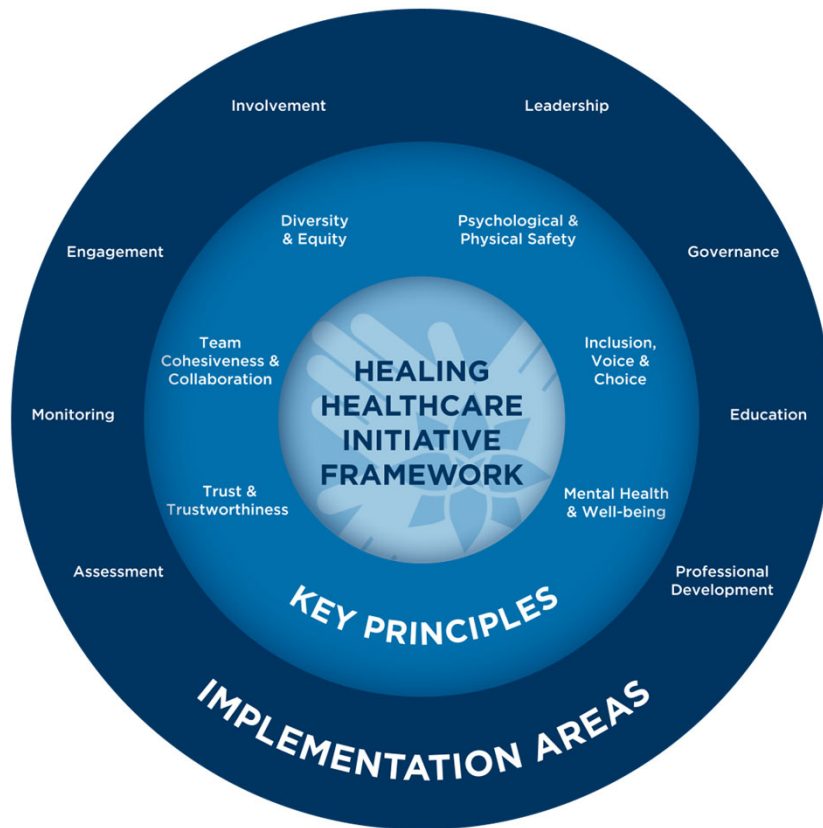 Involvement
Leadership
Diversity
& Equity
Psychological &
Physical Safety
Engagement
Governance
Team
Cohesiveness &
Collaboration
Inclusion,
Voice &
Choice
HEALING
HEALTHCARE
INITIATIVE
FRAMEWORK
Monitoring
Education
Trust &
Trustworthiness
Mental Health
& Well-being
Assessment
Professional
Development
KEY PRINCIPLES
IMPLEMENTATION AREAS